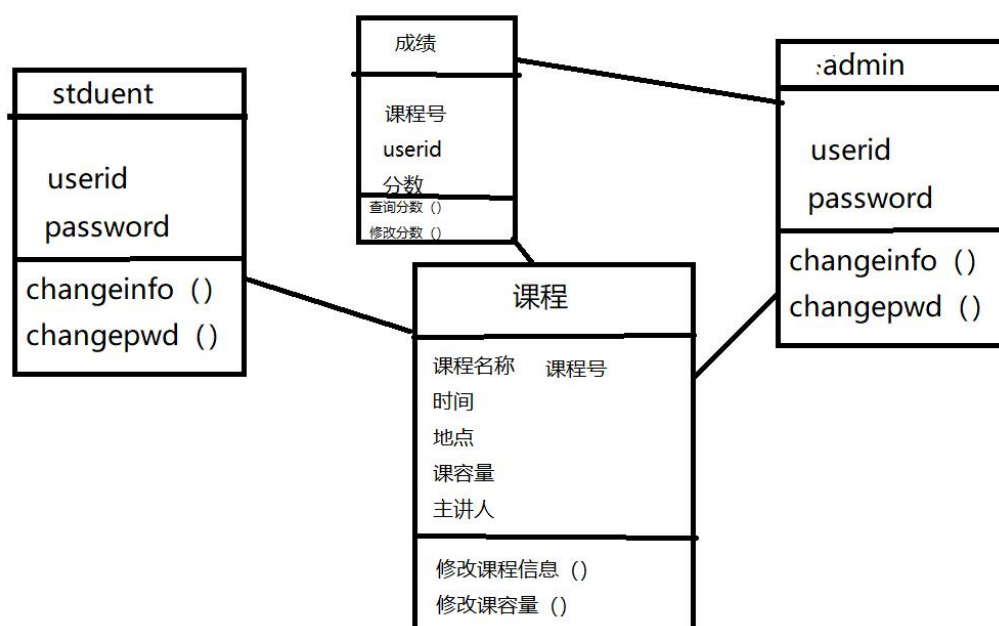 stduent
userid
password
changeinfo（）
changepwd（）
成绩
课程号
userid
分数
查询分数（）
修改分数（）
课程
课程名称 课程号
时间
地点
课容量
主讲人
修改课程信息（）
修改课容量（）
:admin
userid
password
changeinfo（）
changepwd（）